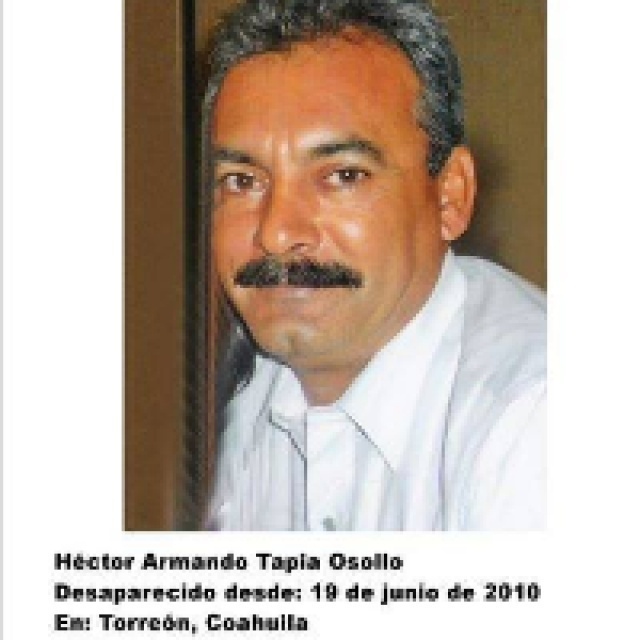 Héctor Armando Tapia Osollo
Desaparecido desde: 19 de junio de 2010
En: Torreón, Coahuila